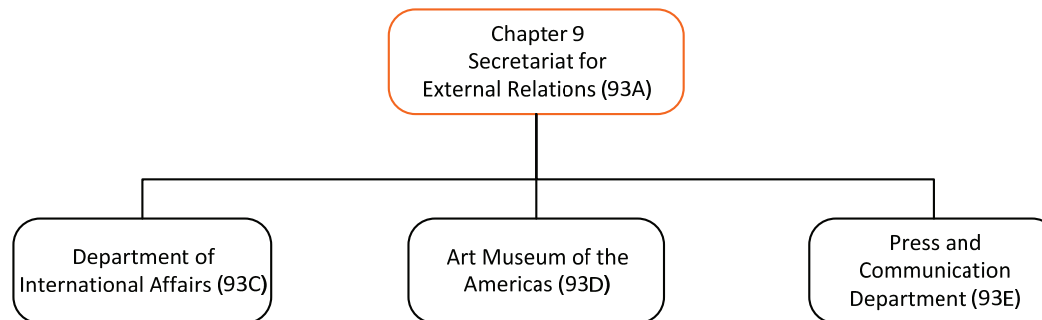 Chapter 9
Secretariat for
External Relations (93A)
Department of
International Affairs (93C)
Art Museum of the
Americas (93D)
Press and
Communication
Department (93E)